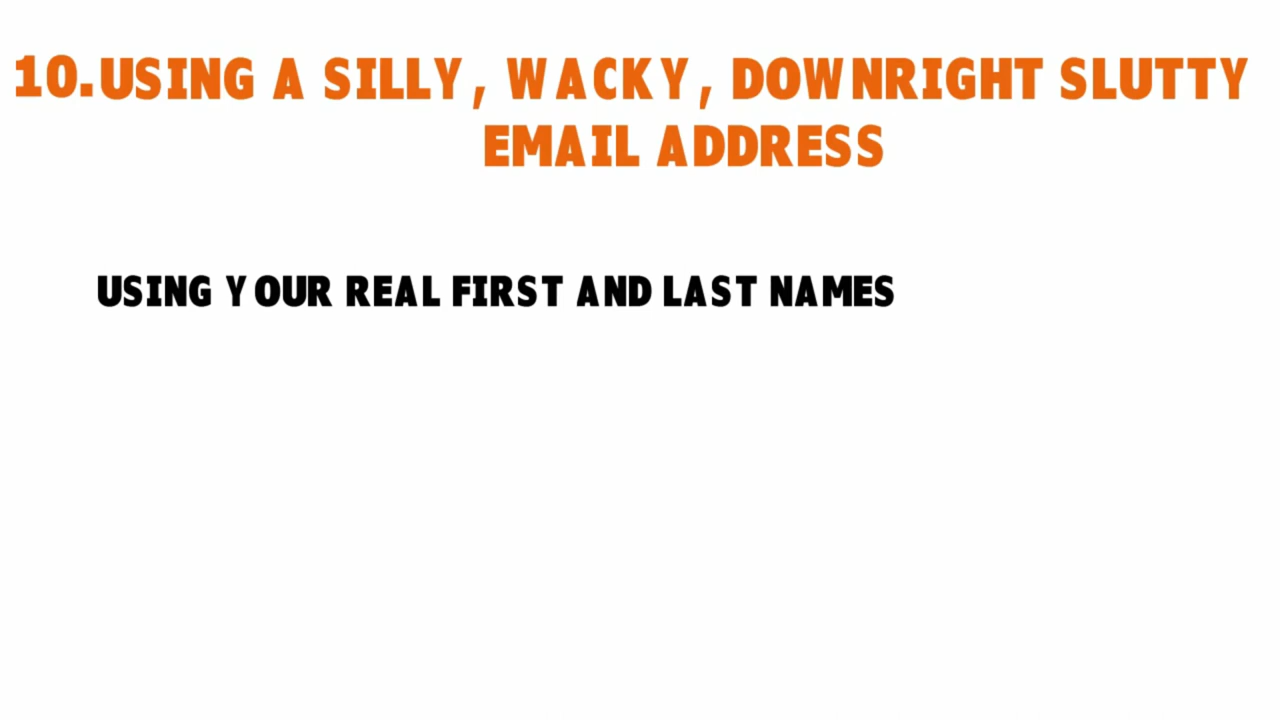 10.USING A SILLY, WACKY, DOWNRIGHT SLUTTY
EMAIL ADDRESS
USING YOUR REAL FIRST AND LAST NAMES